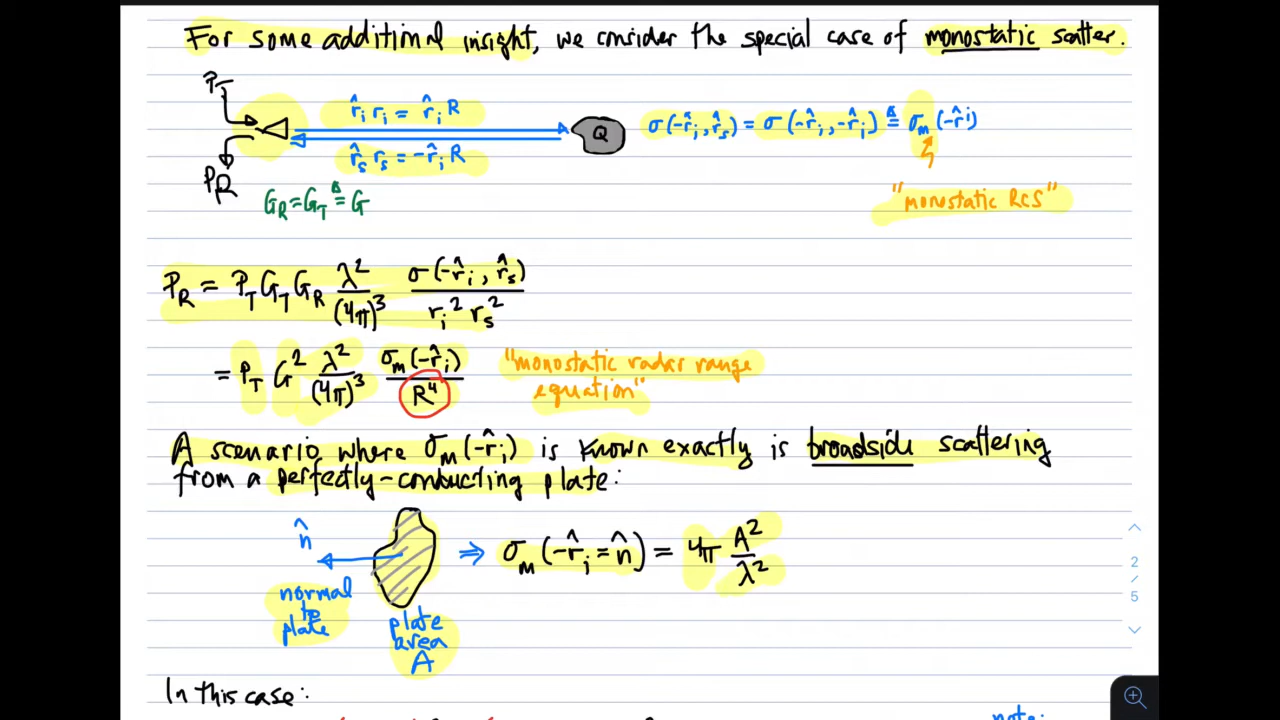 For some additional insight, we consider the special case of monostatic scatter.
P_T
r̂_i r_i = r̂_i R
Q
σ(-r̂_i, r̂_s) = σ(-r̂_i, -r̂_i) ≜ σ_m(-r̂^i)
r̂_s r_s = -r̂_i R
P_R
G_R = G_T ≜ G
"monostatic RCS"
P_R = P_T G_T G_R λ²/(4π)³ σ(-r̂_i, r̂_s)/(r_i² r_s²)
= P_T G² λ²/(4π)³ σ_m(-r̂_i)/R⁴
"monostatic radar range
equation"
A scenario where σ_m(-r̂_i) is known exactly is broadside scattering
from a perfectly-conducting plate:
n̂
⇒ σ_m(-r̂_i = n̂) = 4π A²/λ²
normal
to
plate
plate
area
A
2
/
5
In this case:
note: